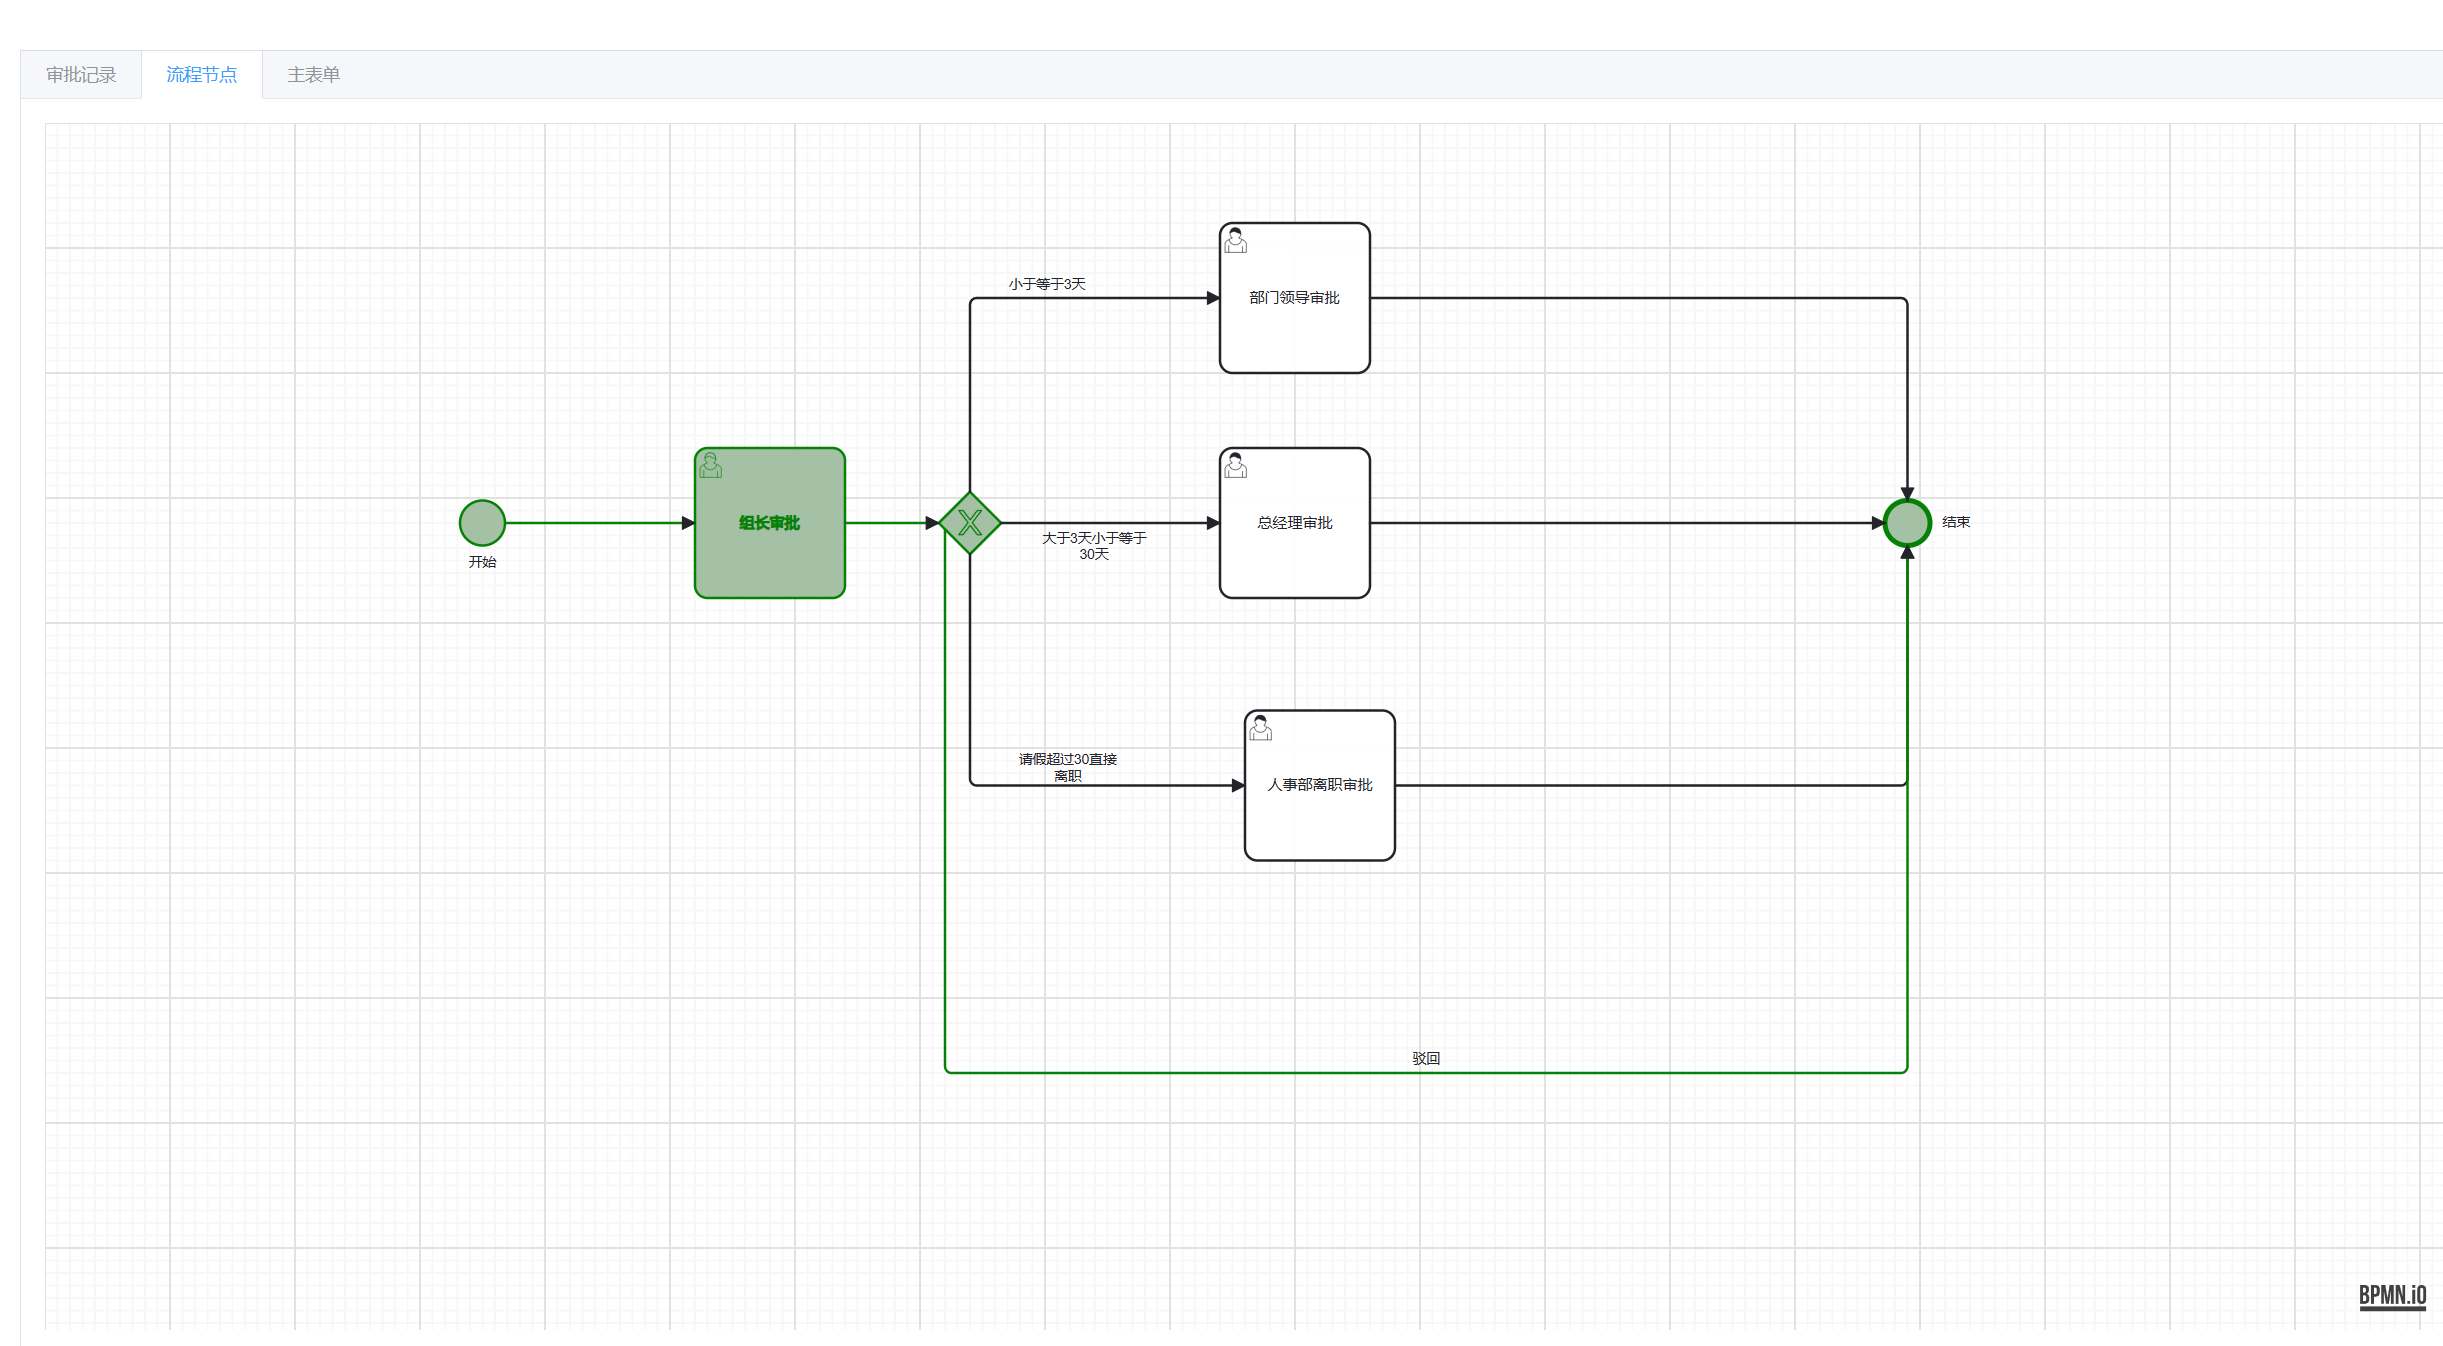 审批记录
流程节点
主表单
小于等于3天
部门领导审批
开始
组长审批
X
大于3天小于等于
30天
总经理审批
结束
请假超过30直接
离职
人事部离职审批
驳回
BPMN.iO